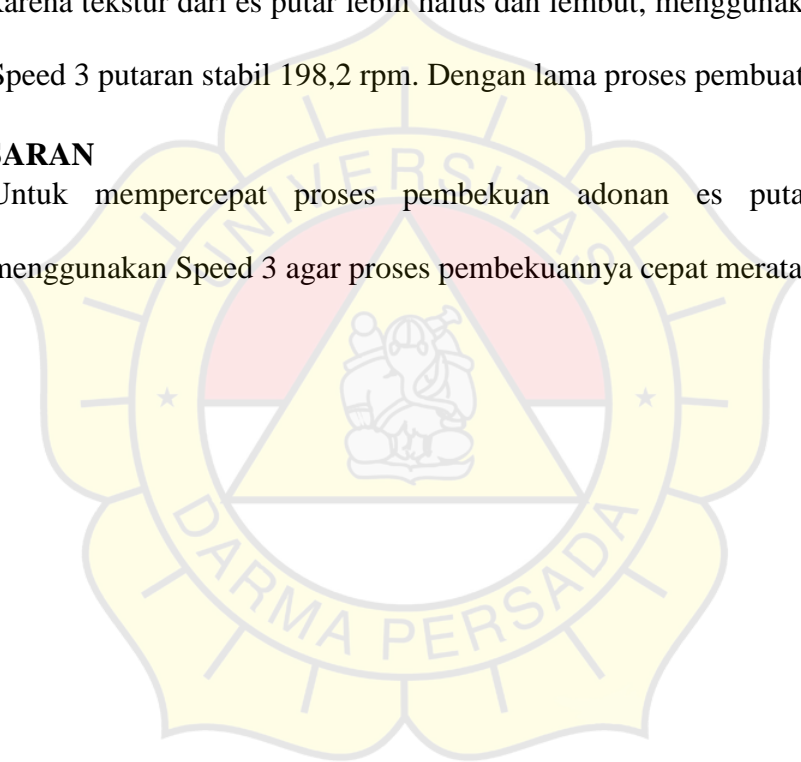 karena tekstur dari es putar lebih halus dan lembut, menggunak
Speed 3 putaran stabil 198,2 rpm. Dengan lama proses pembuat
SARAN
Untuk mempercepat proses pembekuan adonan es puta
menggunakan Speed 3 agar proses pembekuannya cepat merata
UNIVERSITAS
DARMA PERSADA